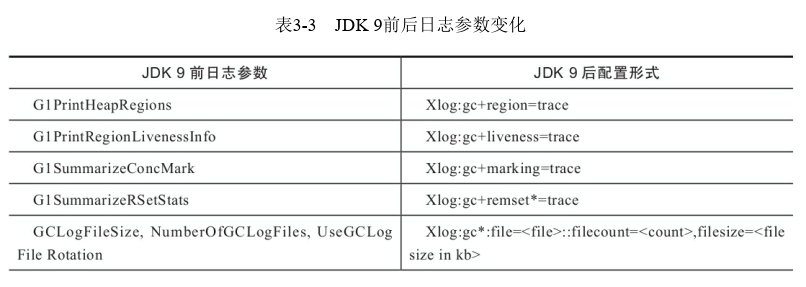 表3-3 JDK 9前后日志参数变化
JDK 9 前日志参数 JDK 9 后配置形式
G1PrintHeapRegions Xlog:gc+region=trace
G1PrintRegionLivenessInfo Xlog:gc+liveness=trace
G1SummarizeConcMark Xlog:gc+marking=trace
G1SummarizeRSetStats Xlog:gc+remset*=trace
GCLogFileSize, NumberOfGCLogFiles, UseGCLog
File Rotation
Xlog:gc*:file=<file>::filecount=<count>,filesize=<file
size in kb>